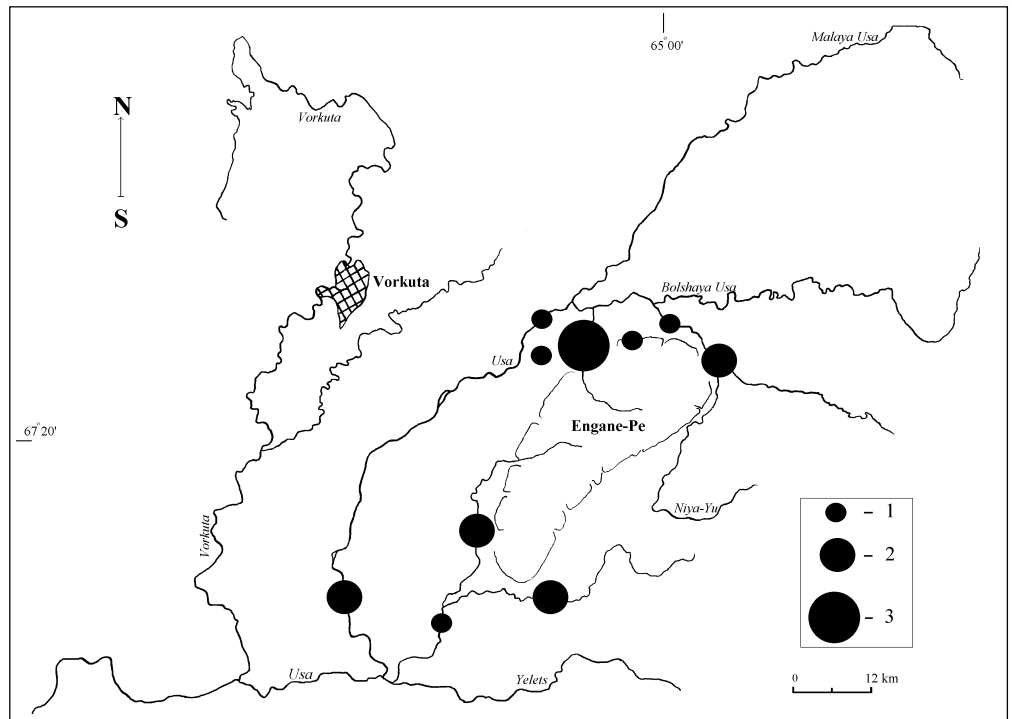 65°00'
Malaya Usa
N
Vorkuta
S
Vorkuta
Bolshaya Usa
Usa
Engane-Pe
67°20'
Niya-Yu
– 1
– 2
– 3
Vorkuta
Usa
Yelets
0 12 km